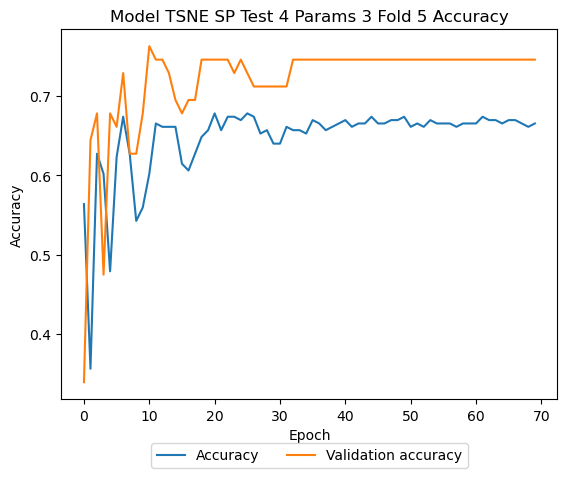 Model TSNE SP Test 4 Params 3 Fold 5 Accuracy
Accuracy
0.7
0.6
0.5
0.4
0 10 20 30 40 50 60 70
Epoch
Accuracy Validation accuracy